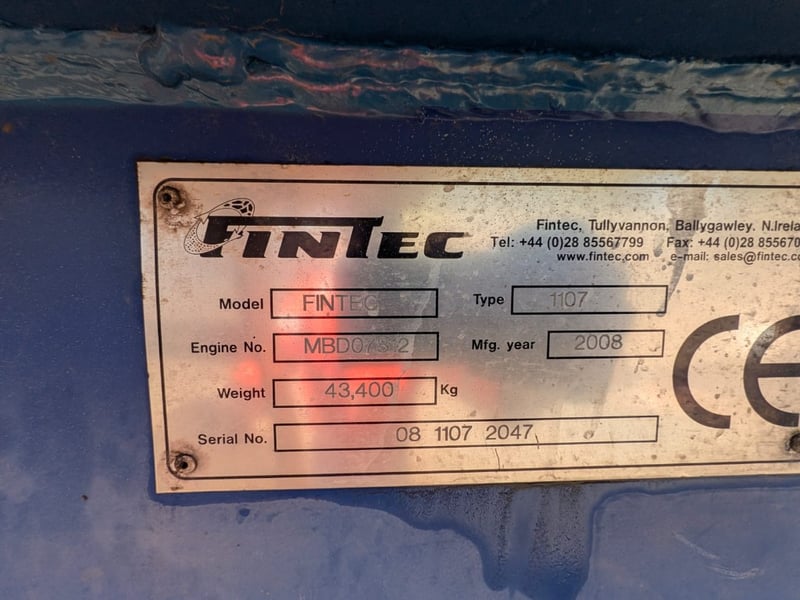 FINTEC
Fintec, Tullyvannon, Ballygawley. N.Irela
Tel: +44 (0)28 85567799 Fax: +44 (0)28 855670
www.fintec.com e-mail: sales@fintec.co
Model FINTEC Type 1107
Engine No. Mfg. year 2008
Weight 43,400 Kg
Serial No. 08 1107 2047
CE